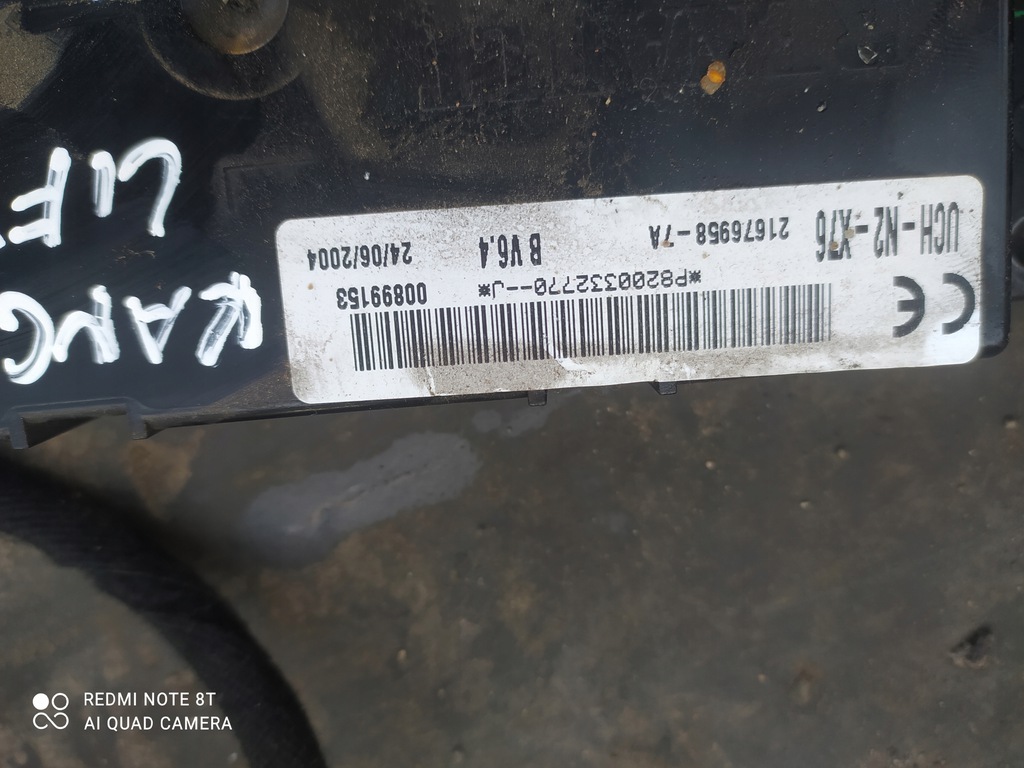 UCH-N2-X76
21676958-7A
B V6.4
24/06/2004
*P8200332770--J*
00899153
CE
KANG
REDMI NOTE 8T
AI QUAD CAMERA